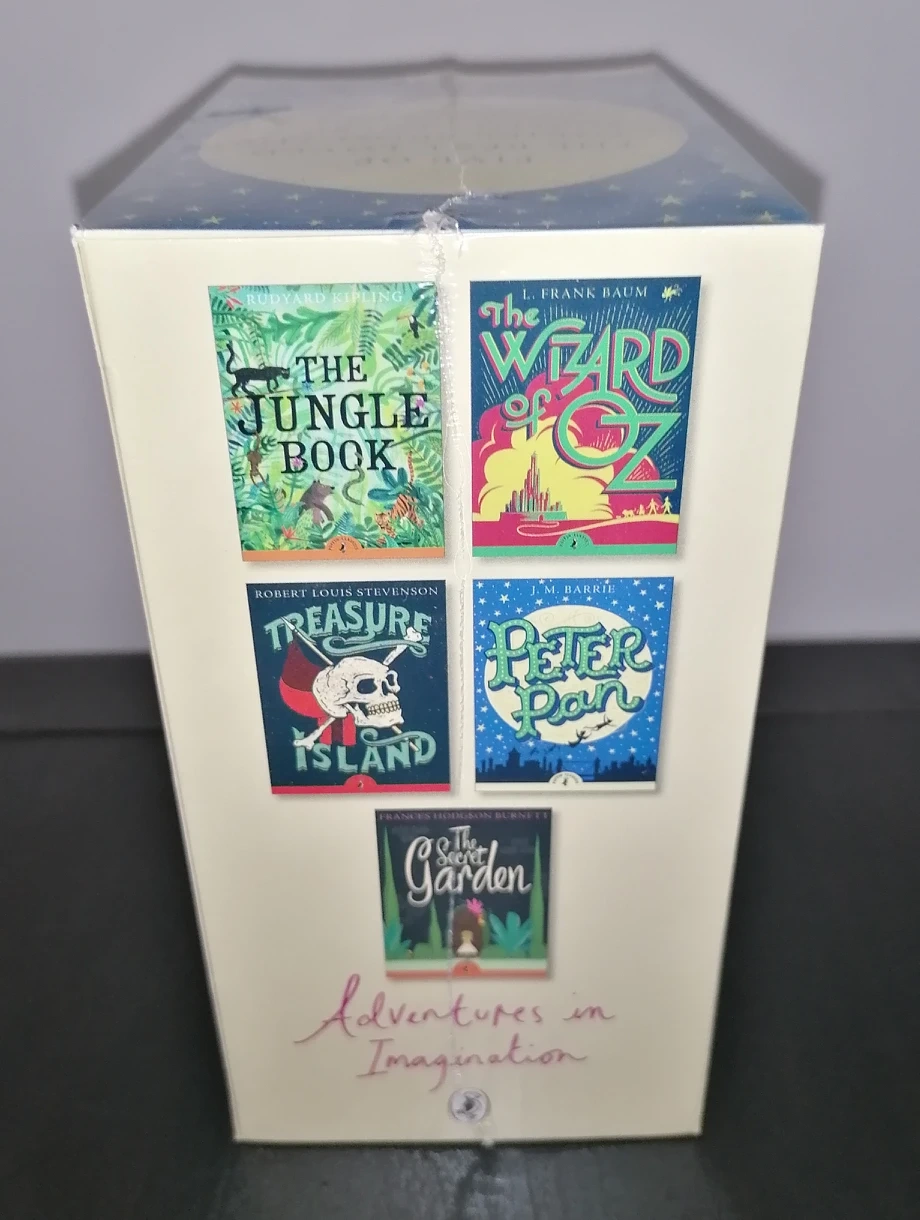 RUDYARD KIPLING
THE
JUNGLE
BOOK
L. FRANK BAUM
The
WIZARD
of OZ
ROBERT LOUIS STEVENSON
TREASURE
ISLAND
J. M. BARRIE
PETER
Pan
FRANCES HODGSON BURNETT
The
Secret
Garden
Adventures in
Imagination